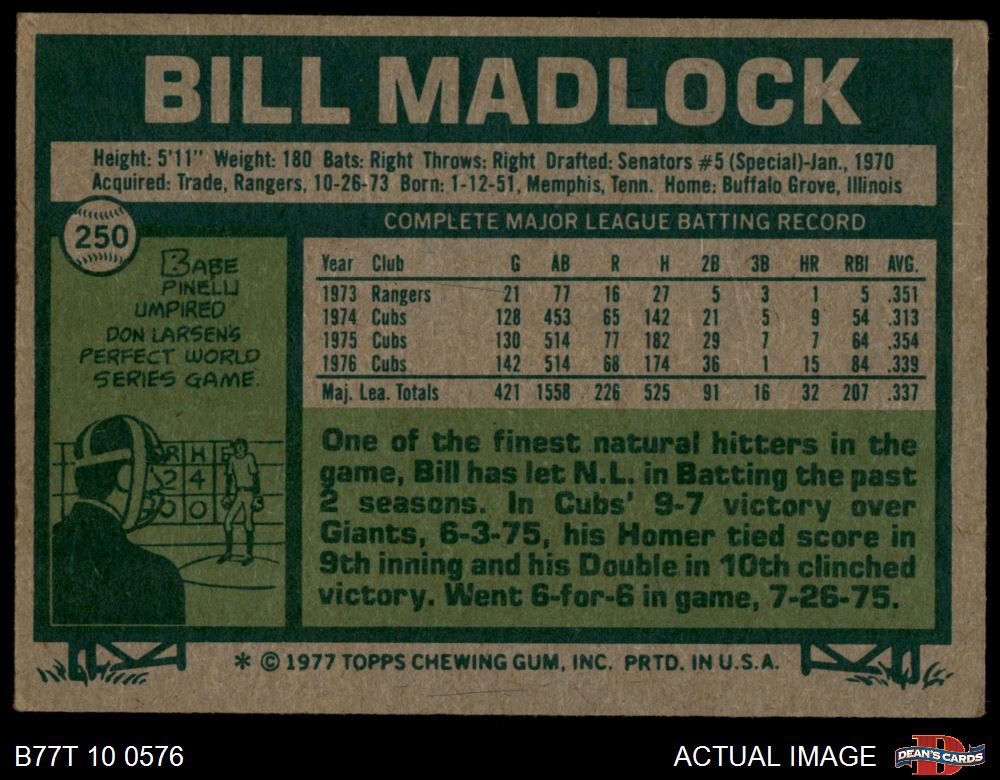 BILL MADLOCK
Height: 5'11" Weight: 180 Bats: Right Throws: Right Drafted: Senators #5 (Special)-Jan., 1970
Acquired: Trade, Rangers, 10-26-73 Born: 1-12-51, Memphis, Tenn. Home: Buffalo Grove, Illinois
250
BABE
PINELLI
UMPIRED
DON LARSEN'S
PERFECT WORLD
SERIES GAME.
R H E
2 4
0 0
COMPLETE MAJOR LEAGUE BATTING RECORD
Year Club G AB R H 2B 3B HR RBI AVG.
1973 Rangers 21 77 16 27 5 3 1 5 .351
1974 Cubs 128 453 65 142 21 5 9 54 .313
1975 Cubs 130 514 77 182 29 7 7 64 .354
1976 Cubs 142 514 68 174 36 1 15 84 .339
Maj. Lea. Totals 421 1558 226 525 91 16 32 207 .337
One of the finest natural hitters in the
game, Bill has let N.L. in Batting the past
2 seasons. In Cubs' 9-7 victory over
Giants, 6-3-75, his Homer tied score in
9th inning and his Double in 10th clinched
victory. Went 6-for-6 in game, 7-26-75.
* © 1977 TOPPS CHEWING GUM, INC. PRTD. IN U.S.A.
B77T 10 0576
ACTUAL IMAGE
D
DEAN'S CARDS